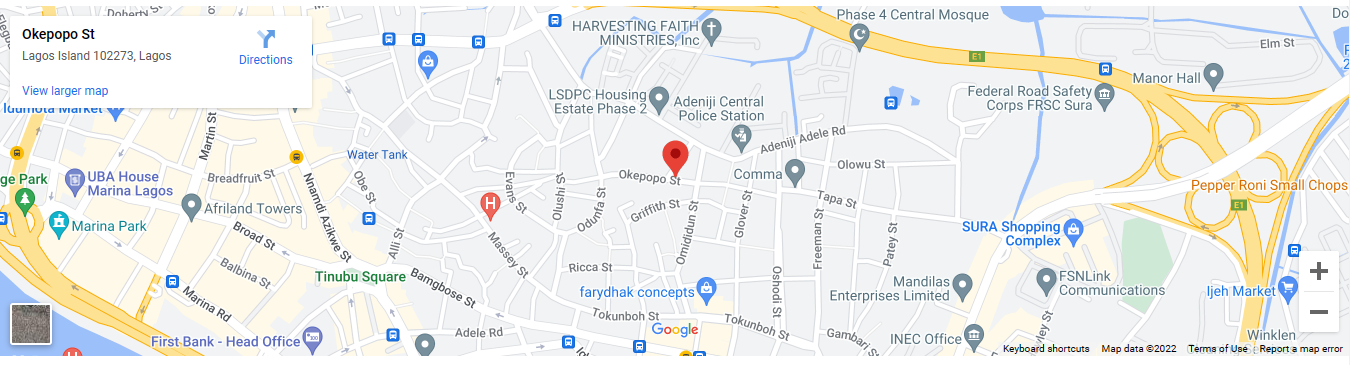 Okepopo St
Lagos Island 102273, Lagos
Directions
View larger map
Doherty St
HARVESTING FAITH
MINISTRIES, Inc
Phase 4 Central Mosque
Elm St
E1
Manor Hall
Idumota Market
LSDPC Housing
Estate Phase 2
Adeniji Central
Police Station
Federal Road Safety
Corps FRSC Sura
Martin St
Adeniji Adele Rd
Water Tank
Olowu St
ge Park
UBA House
Marina Lagos
Breadfruit St
Obe St
Evans St
Olushi St
Okepopo St
Comma
Pepper Roni Small Chops
E1
Nnamdi Azikwe St
Afriland Towers
H
Odunfa St
Griffith St
Tapa St
Marina Park
Broad St
Alli St
Massey St
Omididun St
Glover St
Freeman St
Patey St
SURA Shopping
Complex
Balbina St
Tinubu Square
Bamgbose St
Ricca St
Oshodi St
farydhak concepts
Mandilas
Enterprises Limited
FSNLink
Communications
Ijeh Market
Marina Rd
Tokunboh St
Google
Tokunboh St
Gambari St
INEC Office
Winklen
First Bank - Head Office
Adele Rd
Keyboard shortcuts
Map data ©2022
Terms of Use
Report a map error